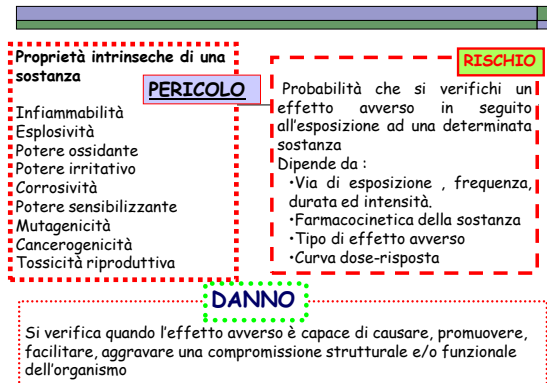 Proprietà intrinseche di una
sostanza
PERICOLO
Infiammabilità
Esplosività
Potere ossidante
Potere irritativo
Corrosività
Potere sensibilizzante
Mutagenicità
Cancerogenicità
Tossicità riproduttiva
RISCHIO
Probabilità che si verifichi un
effetto avverso in seguito
all’esposizione ad una determinata
sostanza
Dipende da :
•Via di esposizione , frequenza,
durata ed intensità.
•Farmacocinetica della sostanza
•Tipo di effetto avverso
•Curva dose-risposta
DANNO
Si verifica quando l’effetto avverso è capace di causare, promuovere,
facilitare, aggravare una compromissione strutturale e/o funzionale
dell’organismo